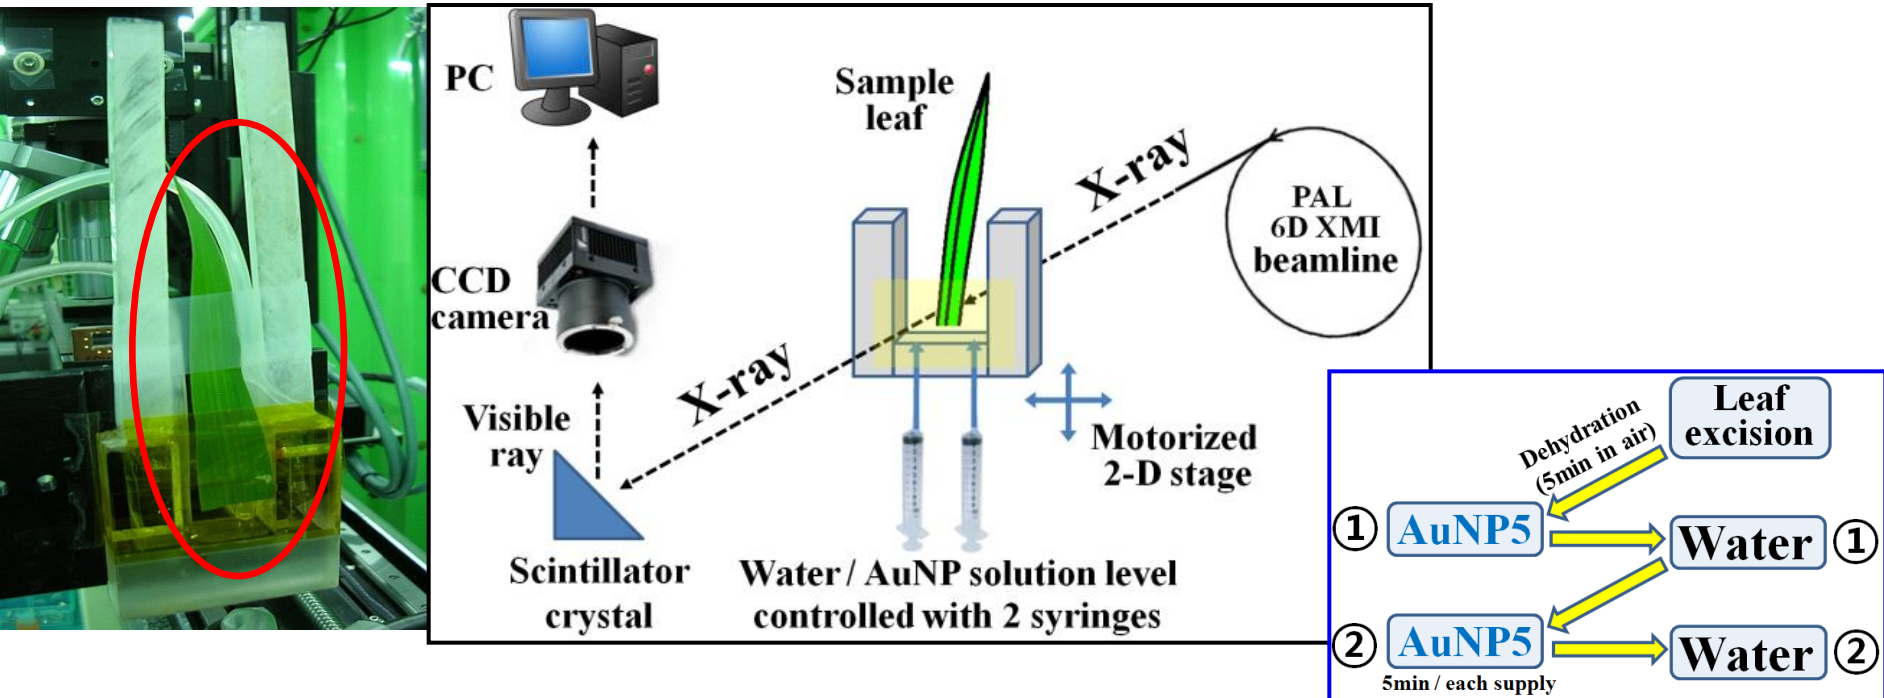 PC
Sample
leaf
X-ray
PAL
6D XMI
beamline
CCD
camera
X-ray
Visible
ray
Motorized
2-D stage
Scintillator
crystal
Water / AuNP solution level
controlled with 2 syringes
Leaf
excision
Dehydration
(5min in air)
① AuNP5
Water ①
② AuNP5
Water ②
5min / each supply